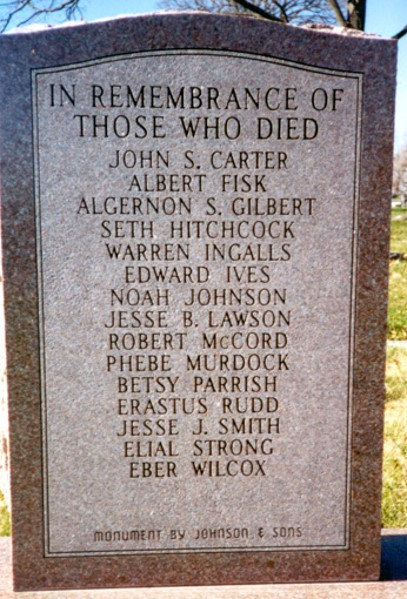 IN REMEMBRANCE OF
THOSE WHO DIED
JOHN S. CARTER
ALBERT FISK
ALGERNON S. GILBERT
SETH HITCHCOCK
WARREN INGALLS
EDWARD IVES
NOAH JOHNSON
JESSE B. LAWSON
ROBERT McCORD
PHEBE MURDOCK
BETSY PARRISH
ERASTUS RUDD
JESSE J. SMITH
ELIAL STRONG
EBER WILCOX
MONUMENT BY JOHNSON & SONS